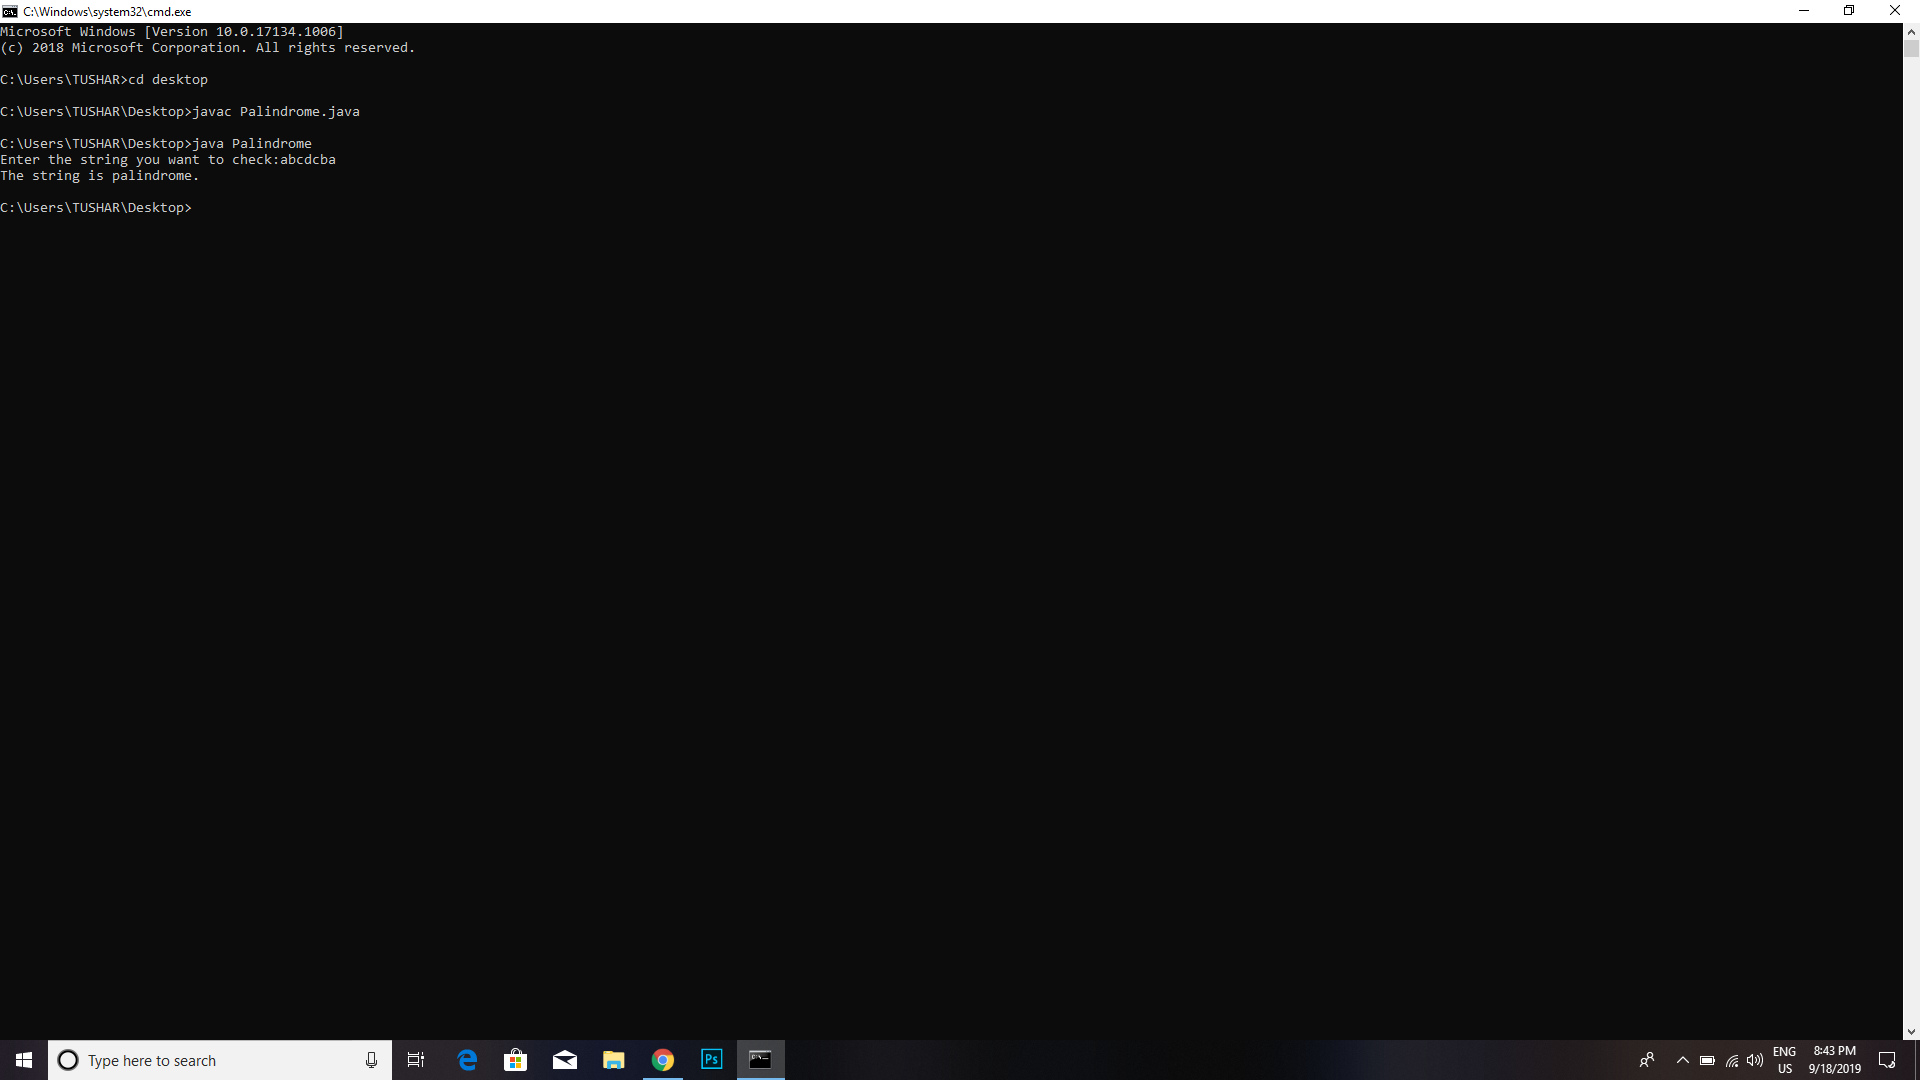 C:\Windows\system32\cmd.exe
Microsoft Windows [Version 10.0.17134.1006]
(c) 2018 Microsoft Corporation. All rights reserved.
C:\Users\TUSHAR>cd desktop
C:\Users\TUSHAR\Desktop>javac Palindrome.java
C:\Users\TUSHAR\Desktop>java Palindrome
Enter the string you want to check:abcdcba
The string is palindrome.
C:\Users\TUSHAR\Desktop>
Type here to search
Ps
ENG
US
8:43 PM
9/18/2019